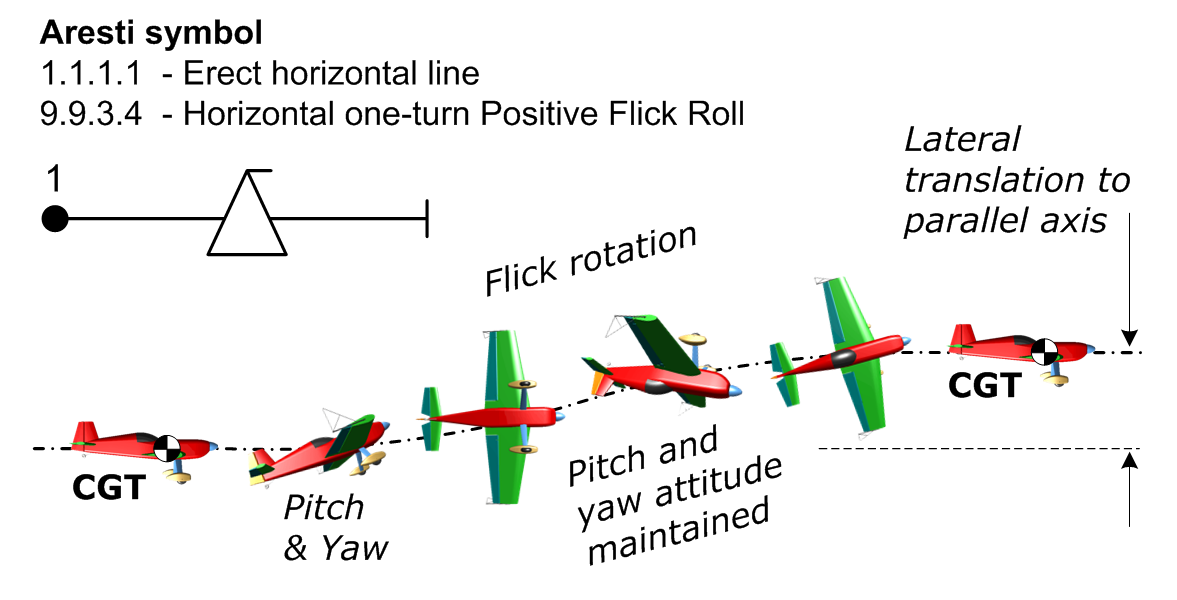 Aresti symbol
1.1.1.1 - Erect horizontal line
9.9.3.4 - Horizontal one-turn Positive Flick Roll
1
Lateral
translation to
parallel axis
Flick rotation
CGT
CGT
Pitch
& Yaw
Pitch and
yaw attitude
maintained